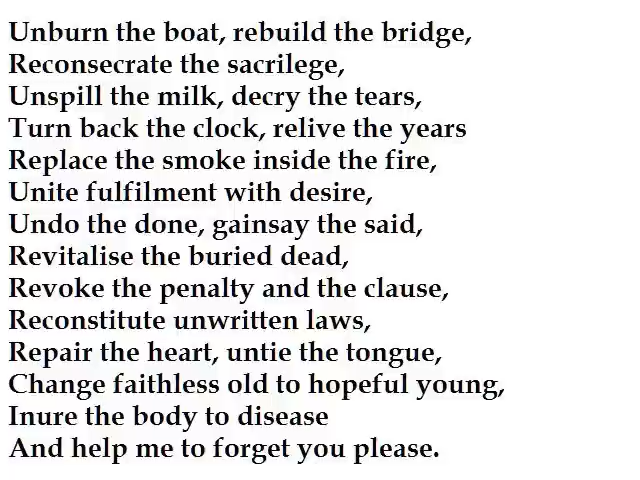 Unburn the boat, rebuild the bridge,
Reconsecrate the sacrilege,
Unspill the milk, decry the tears,
Turn back the clock, relive the years
Replace the smoke inside the fire,
Unite fulfilment with desire,
Undo the done, gainsay the said,
Revitalise the buried dead,
Revoke the penalty and the clause,
Reconstitute unwritten laws,
Repair the heart, untie the tongue,
Change faithless old to hopeful young,
Inure the body to disease
And help me to forget you please.